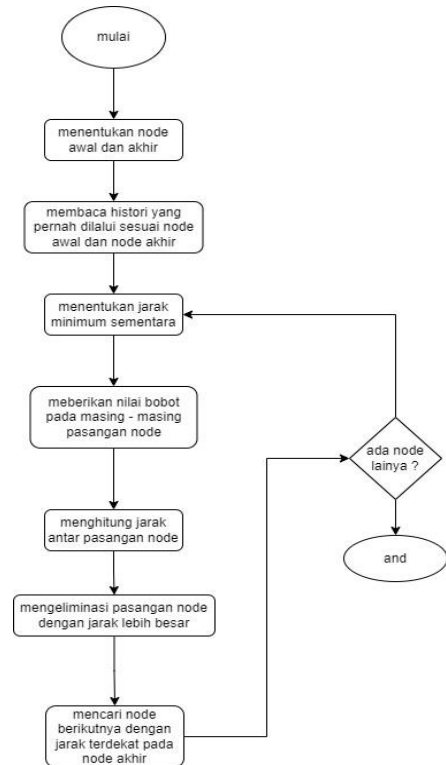 mulai
menentukan node
awal dan akhir
membaca histori yang
pernah dilalui sesuai node
awal dan node akhir
menentukan jarak
minimum sementara
meberikan nilai bobot
pada masing - masing
pasangan node
menghitung jarak
antar pasangan node
mengeliminasi pasangan node
dengan jarak lebih besar
mencari node
berikutnya dengan
jarak terdekat pada
node akhir
ada node
lainya ?
and